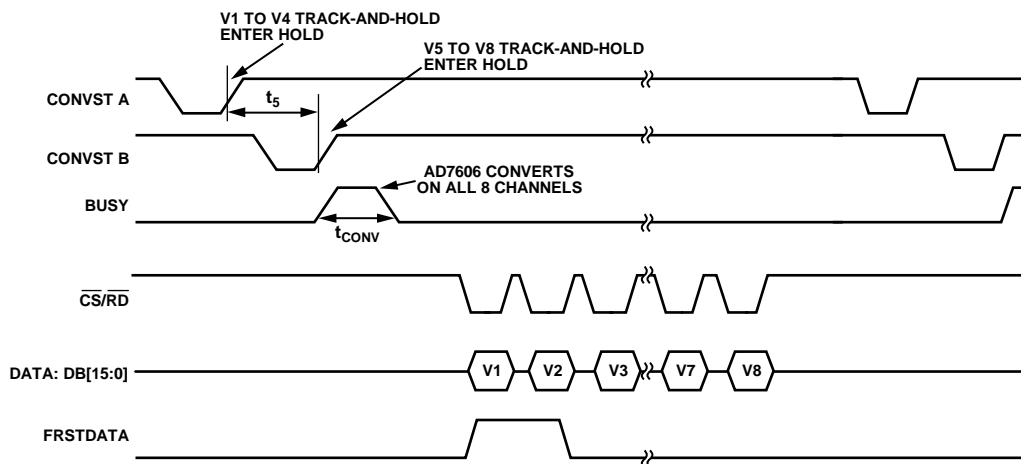 V1 TO V4 TRACK-AND-HOLD
ENTER HOLD
V5 TO V8 TRACK-AND-HOLD
ENTER HOLD
CONVST A
t5
CONVST B
AD7606 CONVERTS
ON ALL 8 CHANNELS
BUSY
tCONV
CS/RD
DATA: DB[15:0]
V1
V2
V3
V7
V8
FRSTDATA